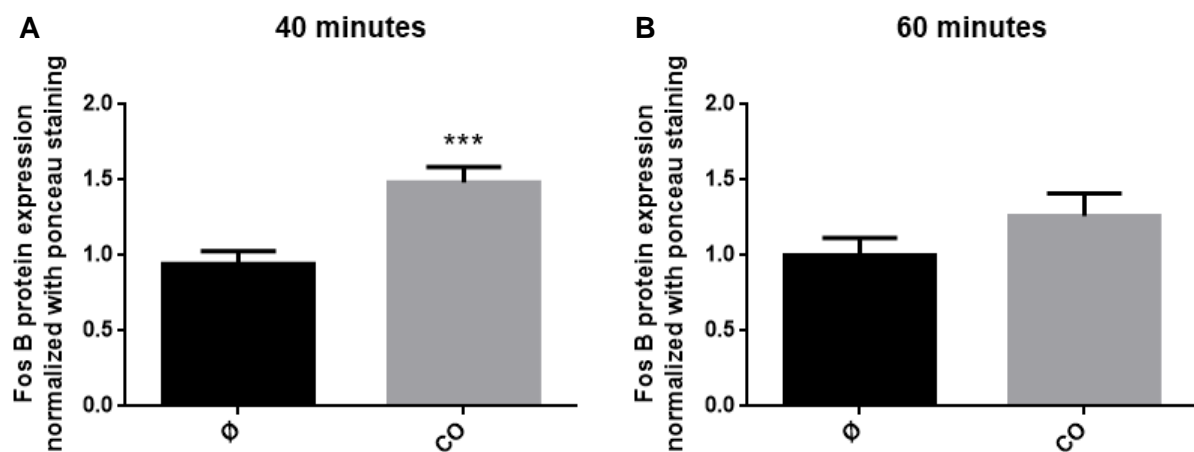 A
40 minutes
Fos B protein expression
normalized with ponceau staining
2.0
1.5
1.0
0.5
0.0
***
Ø
CO
B
60 minutes
Fos B protein expression
normalized with ponceau staining
2.0
1.5
1.0
0.5
0.0
Ø
CO